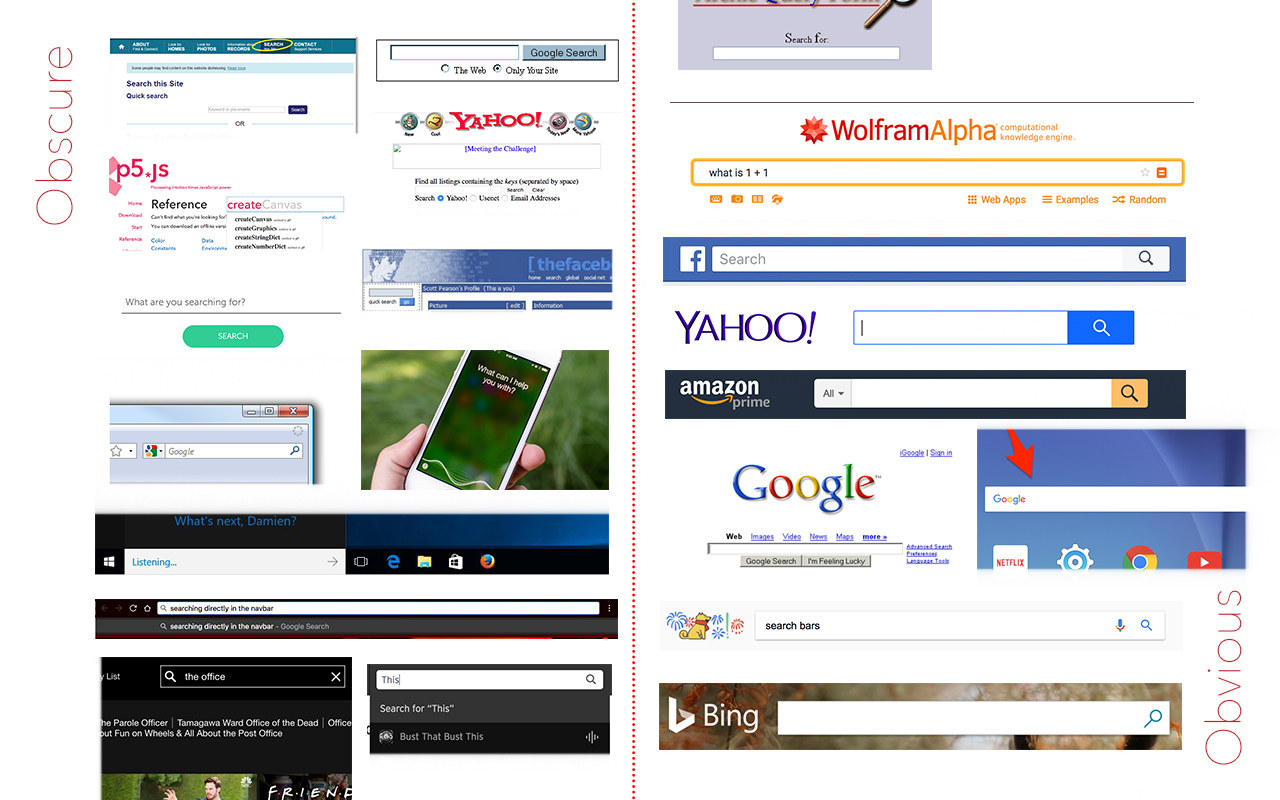 Obscure
ABOUT
Find & Connect
Look for
HOMES
Look for
PHOTOS
Information about
RECORDS
SEARCH
CONTACT
Support Services
Some people may find content on this website distressing. Read more
Search this Site
Quick search
Keyword or placename
Search
OR
Google Search
The Web
Only Your Site
YAHOO!
New
Cool
[Meeting the Challenge]
Find all listings containing the keys (separated by space)
Search Clear
Search Yahoo! Usenet Email Addresses
p5.js
Processing intuition times JavaScript power
Home
Download
Start
Reference
Reference
createCanvas
Can't find what you're looking for?
You can download an offline version
Color
Constants
Data
createCanvas
createGraphics
createStringDict
createNumberDict
[ thefaceb
home search global social net
Scott Pearson's Profile (This is you)
quick search
go
Picture
[ edit ]
Information
What are you searching for?
SEARCH
What can I help
you with?
Google
What's next, Damien?
Listening...
searching directly in the navbar
searching directly in the navbar - Google Search
y List
the office
he Parole Officer | Tamagawa Ward Office of the Dead | Office
out Fun on Wheels & All About the Post Office
NBC
FRIEND
This
Search for “This”
Bust That Bust This
Archie Query Form
Search for:
WolframAlpha computational
knowledge engine.
what is 1 + 1
Web Apps
Examples
Random
f
Search
YAHOO!
amazon
prime
All
iGoogle | Sign in
Google™
Web Images Video News Maps more »
Advanced Search
Preferences
Language Tools
Google Search
I'm Feeling Lucky
Google
NETFLIX
search bars
Bing
Obvious